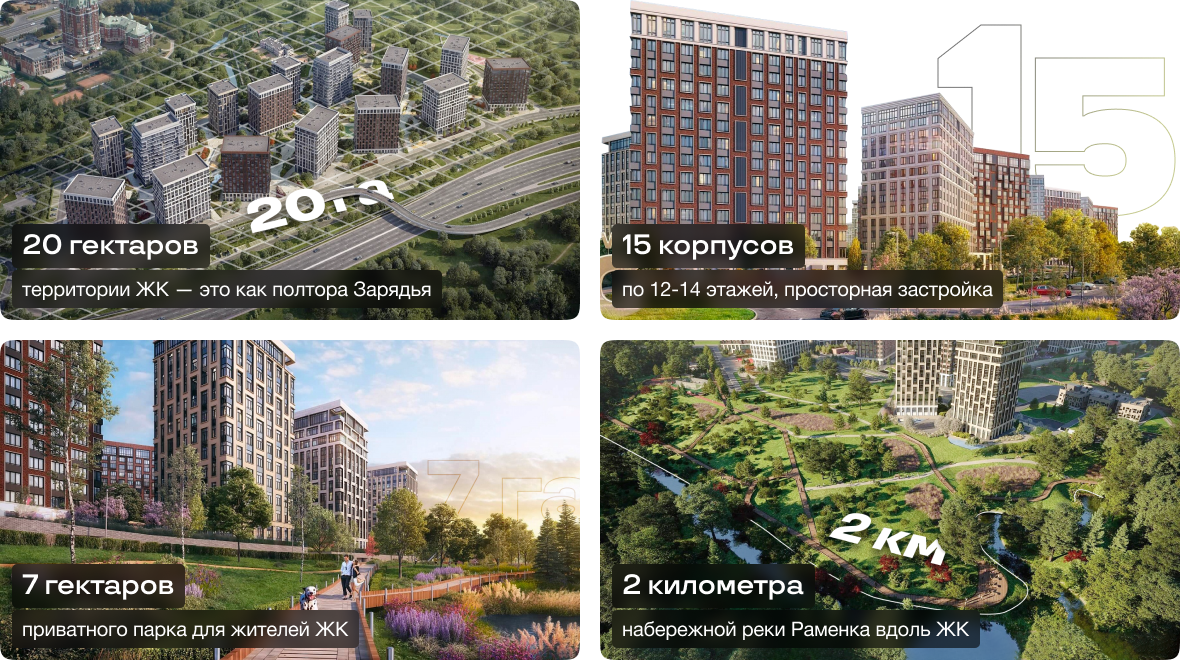 20 га
20 гектаров
территории ЖК — это как полтора Зарядья
15
15 корпусов
по 12-14 этажей, просторная застройка
7 га
7 гектаров
приватного парка для жителей ЖК
2 км
2 километра
набережной реки Раменка вдоль ЖК